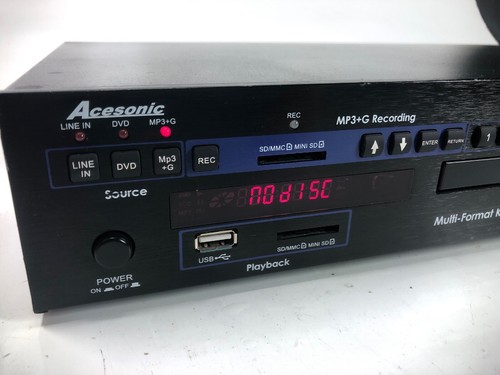 Acesonic
LINE IN DVD MP3+G
REC
MP3+G Recording
LINE IN
DVD
Mp3 +G
REC
SD/MMC MINI SD
ENTER
RETURN
1
Source
NO dISC
Multi-Format K
USB
SD/MMC MINI SD
Playback
POWER
ON OFF